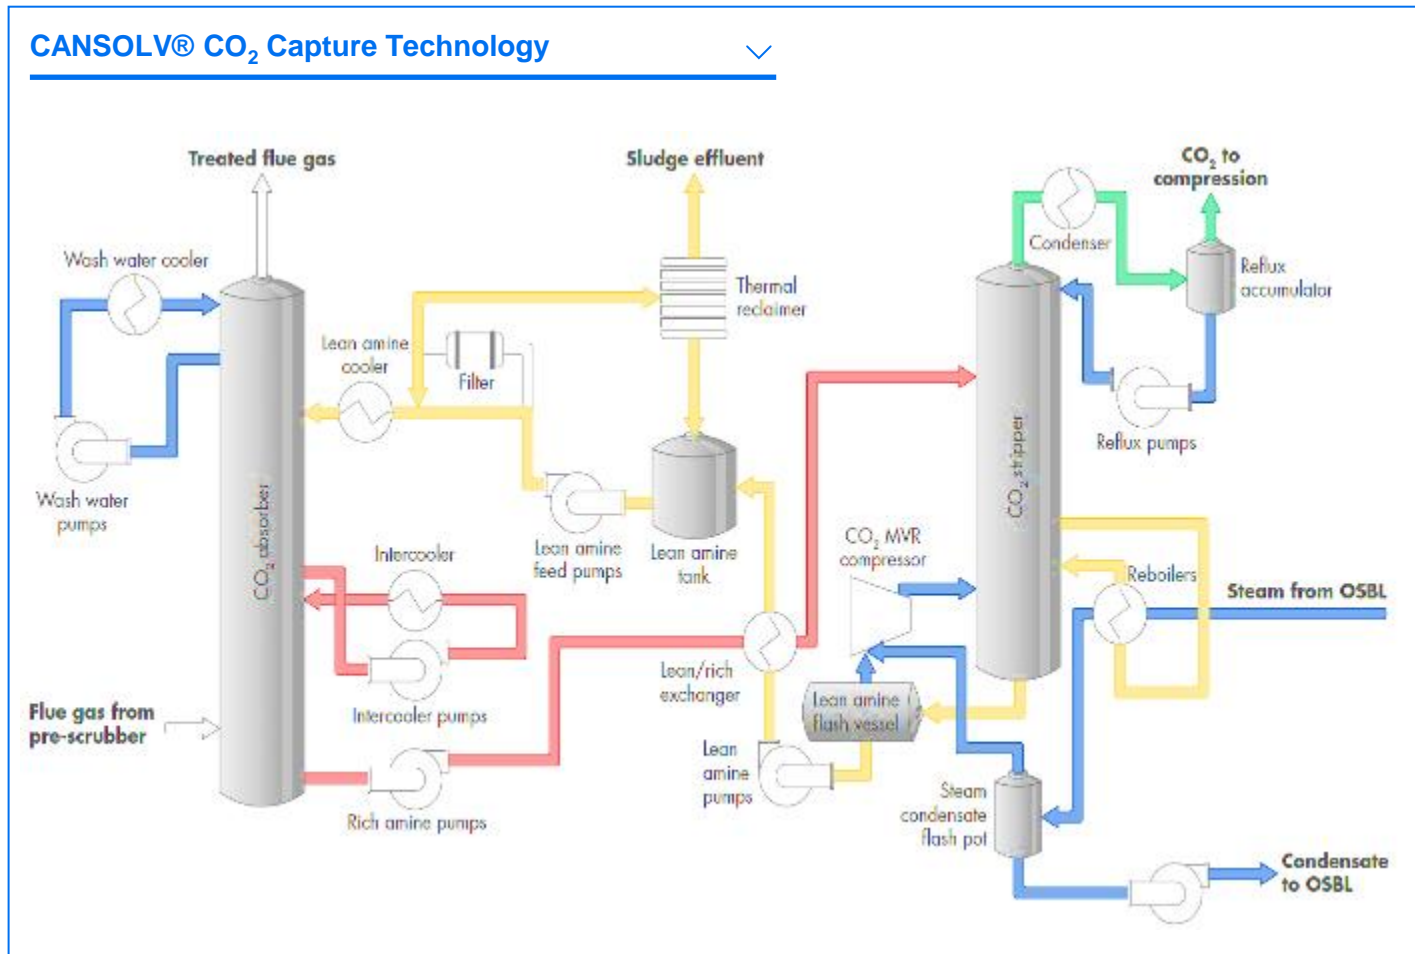 CANSOLV® CO₂ Capture Technology
Treated flue gas
Sludge effluent
CO₂ to
compression
Wash water cooler
Condenser
Reflux
accumulator
Thermal
reclaimer
Lean amine
cooler
Filter
Reflux pumps
CO₂ stripper
CO₂ absorber
Wash water
pumps
Intercooler
Lean amine
feed pumps
Lean amine
tank
CO₂ MVR
compressor
Reboilers
Steam from OSBL
Lean/rich
exchanger
Lean amine
flash vessel
Intercooler pumps
Flue gas from
pre-scrubber
Lean
amine
pumps
Rich amine pumps
Steam
condensate
flash pot
Condensate
to OSBL